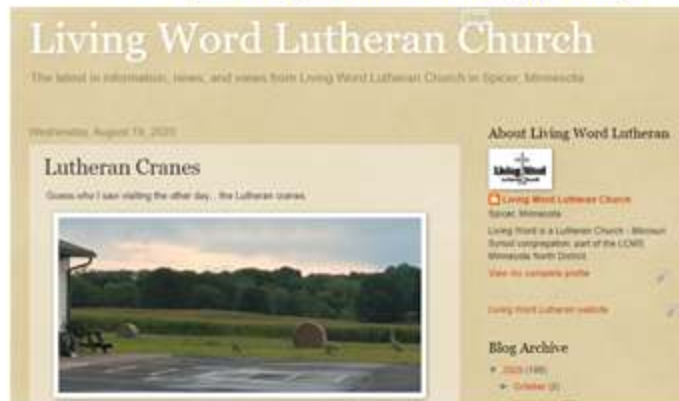 Living Word Lutheran Church
The latest in information, news, and views from Living Word Lutheran Church in Spicer, Minnesota
Wednesday, August 19, 2020
Lutheran Cranes
Guess who I saw visiting the other day... the Lutheran cranes.
About Living Word Lutheran
Living Word
Living Word Lutheran Church
Spicer, Minnesota
Living Word is a Lutheran Church - Missouri
Synod congregation, part of the LCMS
Minnesota North District.
View my complete profile
Living Word Lutheran website
Blog Archive
▼ 2020
► October